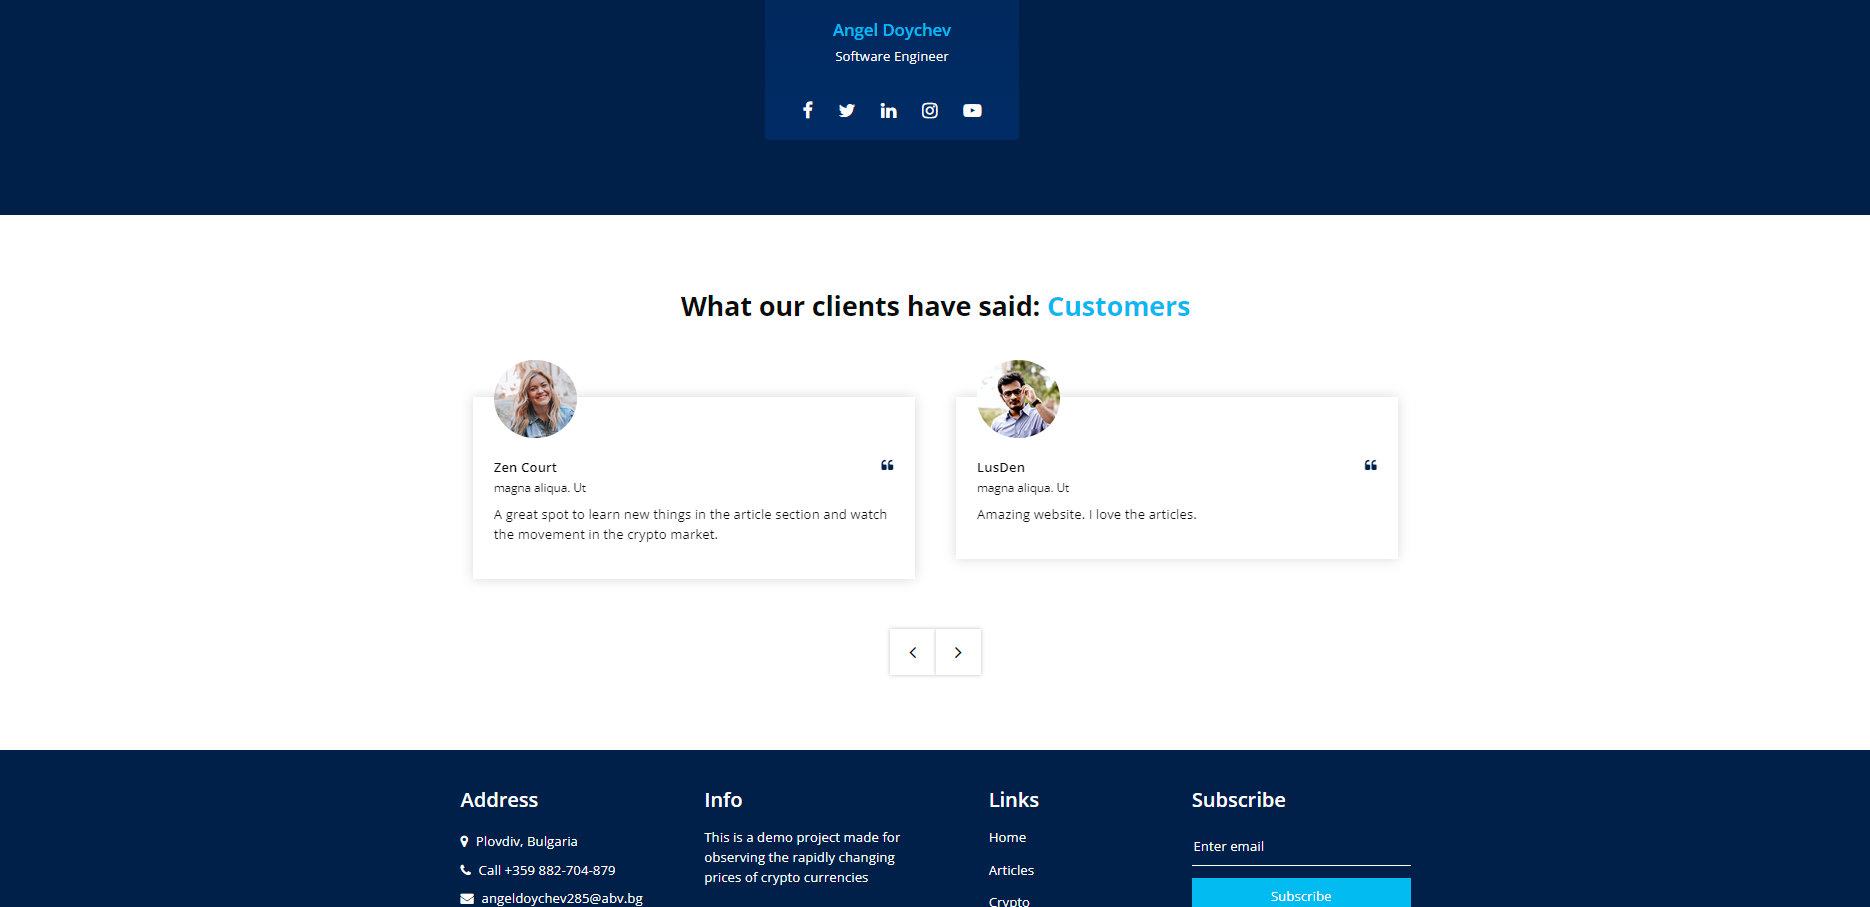 Angel Doychev
Software Engineer
What our clients have said: Customers
Zen Court
magna aliqua. Ut
A great spot to learn new things in the article section and watch
the movement in the crypto market.
LusDen
magna aliqua. Ut
Amazing website. I love the articles.
Address
Plovdiv, Bulgaria
Call +359 882-704-879
angeldoychev285@abv.bg
Info
This is a demo project made for
observing the rapidly changing
prices of crypto currencies
Links
Home
Articles
Crypto
Subscribe
Enter email
Subscribe